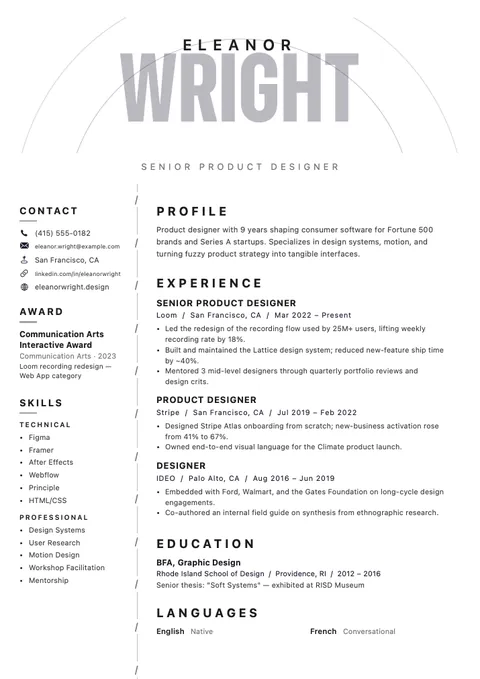 ELEANOR
WRIGHT
SENIOR PRODUCT DESIGNER
CONTACT
(415) 555-0182
eleanor.wright@example.com
San Francisco, CA
linkedin.com/in/eleanorwright
eleanorwright.design
AWARD
Communication Arts
Interactive Award
Communication Arts · 2023
Loom recording redesign —
Web App category
SKILLS
TECHNICAL
• Figma
• Framer
• After Effects
• Webflow
• Principle
• HTML/CSS
PROFESSIONAL
• Design Systems
• User Research
• Motion Design
• Workshop Facilitation
• Mentorship
PROFILE
Product designer with 9 years shaping consumer software for Fortune 500
brands and Series A startups. Specializes in design systems, motion, and
turning fuzzy product strategy into tangible interfaces.
EXPERIENCE
SENIOR PRODUCT DESIGNER
Loom / San Francisco, CA / Mar 2022 – Present
• Led the redesign of the recording flow used by 25M+ users, lifting weekly
recording rate by 18%.
• Built and maintained the Lattice design system; reduced new-feature ship time
by ~40%.
• Mentored 3 mid-level designers through quarterly portfolio reviews and
design crits.
PRODUCT DESIGNER
Stripe / San Francisco, CA / Jul 2019 – Feb 2022
• Designed Stripe Atlas onboarding from scratch; new-business activation rose
from 41% to 67%.
• Owned end-to-end visual language for the Climate product launch.
DESIGNER
IDEO / Palo Alto, CA / Aug 2016 – Jun 2019
• Embedded with Ford, Walmart, and the Gates Foundation on long-cycle design
engagements.
• Co-authored an internal field guide on synthesis from ethnographic research.
EDUCATION
BFA, Graphic Design
Rhode Island School of Design / Providence, RI / 2012 – 2016
Senior thesis: "Soft Systems" — exhibited at RISD Museum
LANGUAGES
English Native
French Conversational